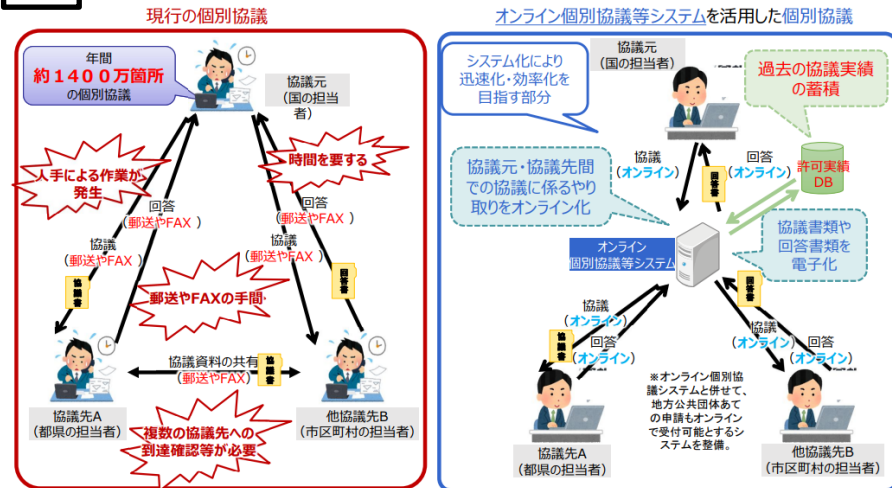 現行の個別協議
年間
約１４００万箇所
の個別協議
協議元
（国の担当
者）
人手による作業が
発生
時間を要する
回答
（郵送やFAX ）
回答
（郵送やFAX ）
協議
（郵送やFAX）
協議
（郵送やFAX）
協議書
回答書
郵送やFAXの手間
協議資料の共有
（郵送やFAX）
協議書
協議先A
（都県の担当者）
複数の協議先への
到達確認等が必要
他協議先B
（市区町村の担当者）
オンライン個別協議等システムを活用した個別協議
システム化により
迅速化・効率化を
目指す部分
協議元
（国の担当者）
過去の協議実績
の蓄積
協議
（オンライン）
回答書
回答
（オンライン）
許可実績
DB
協議元・協議先間
での協議に係るやり
取りをオンライン化
オンライン
個別協議等システム
協議書類や
回答書類を
電子化
回答書
協議
（オンライン）
回答
（オンライン）
協議書
協議
（オンライン）
回答
（オンライン）
※オンライン個別協
議システムと併せて、
地方公共団体あて
の申請もオンライン
で受付可能とするシ
ステムを整備。
協議先A
（都県の担当者）
他協議先B
（市区町村の担当者）